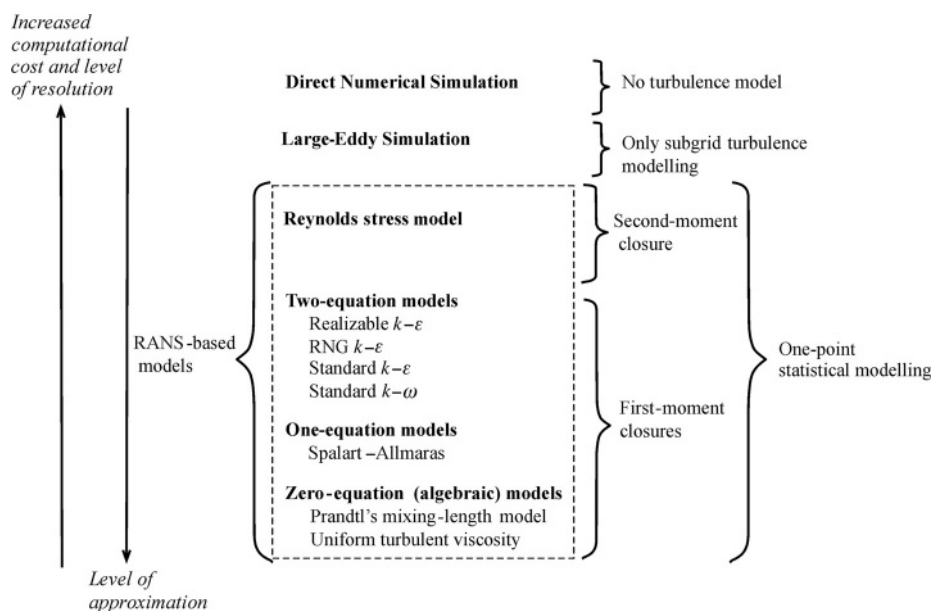 Increased
computational
cost and level
of resolution
Direct Numerical Simulation
No turbulence model
Large-Eddy Simulation
Only subgrid turbulence
modelling
Reynolds stress model
Second-moment
closure
Two-equation models
Realizable k–ε
RNG k–ε
Standard k–ε
Standard k–ω
RANS-based
models
One-equation models
Spalart –Allmaras
First-moment
closures
One-point
statistical modelling
Zero-equation (algebraic) models
Prandtl's mixing-length model
Uniform turbulent viscosity
Level of
approximation